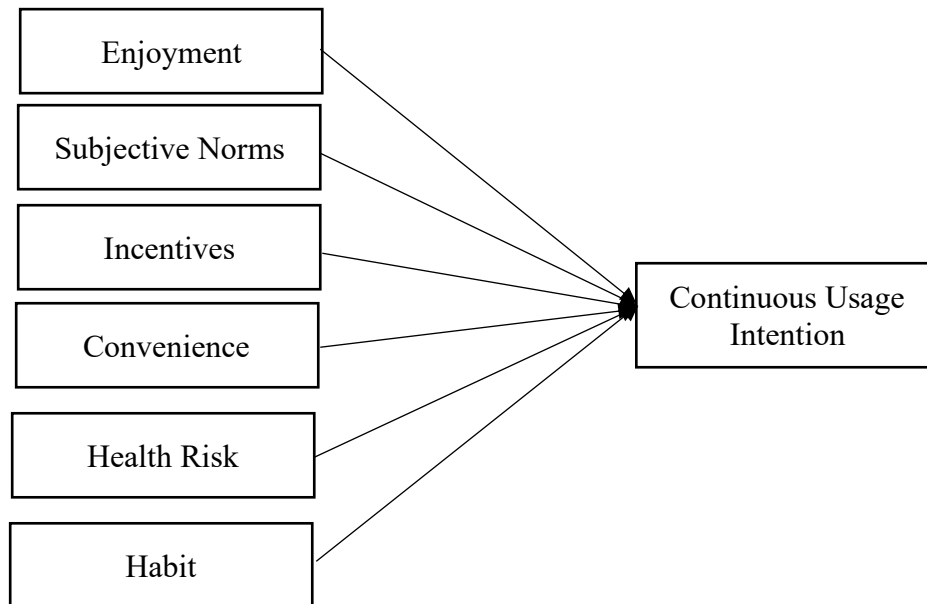 Enjoyment
Subjective Norms
Incentives
Convenience
Health Risk
Habit
Continuous Usage
Intention